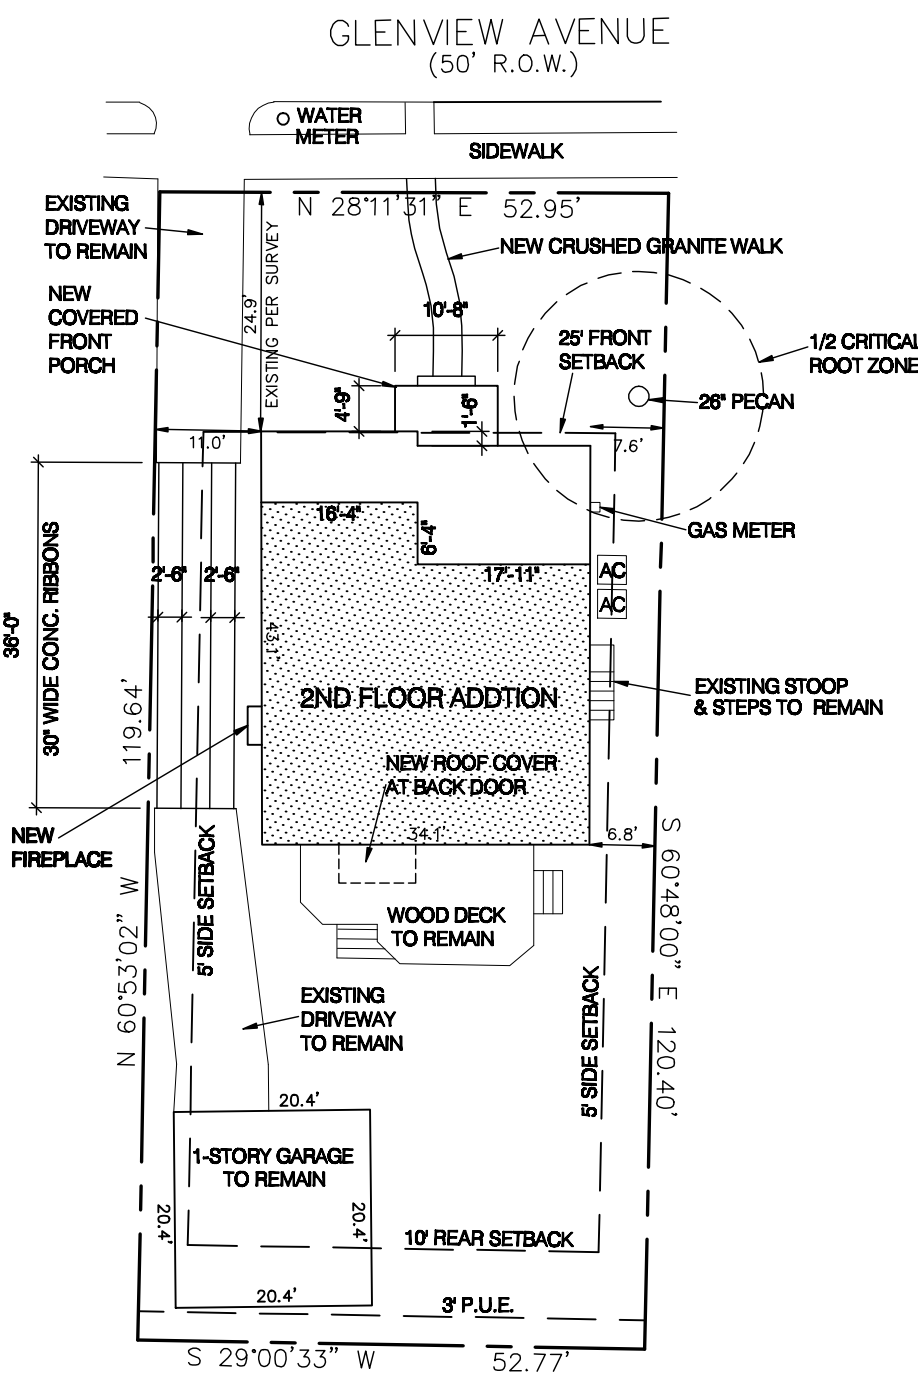 GLENVIEW AVENUE
(50' R.O.W.)
WATER
METER
SIDEWALK
N 28°11'31" E 52.95'
EXISTING
DRIVEWAY
TO REMAIN
NEW CRUSHED GRANITE WALK
24.9'
EXISTING PER SURVEY
NEW
COVERED
FRONT
PORCH
10'-8"
25' FRONT
SETBACK
1/2 CRITICAL
ROOT ZONE
4'-9"
1'-6"
26" PECAN
11.0'
7.6'
16'-4"
6'-4"
GAS METER
17'-11"
AC
AC
2'-6"
2'-6"
36'-0"
30" WIDE CONC. RIBBONS
43.1'
2ND FLOOR ADDTION
EXISTING STOOP
& STEPS TO REMAIN
119.64'
N 60°53'02" W
NEW ROOF COVER
AT BACK DOOR
NEW
FIREPLACE
34.1'
6.8'
5' SIDE SETBACK
S 60°48'00" E 120.40'
WOOD DECK
TO REMAIN
EXISTING
DRIVEWAY
TO REMAIN
5' SIDE SETBACK
20.4'
1-STORY GARAGE
TO REMAIN
20.4'
20.4'
10' REAR SETBACK
20.4'
3' P.U.E.
S 29°00'33" W 52.77'